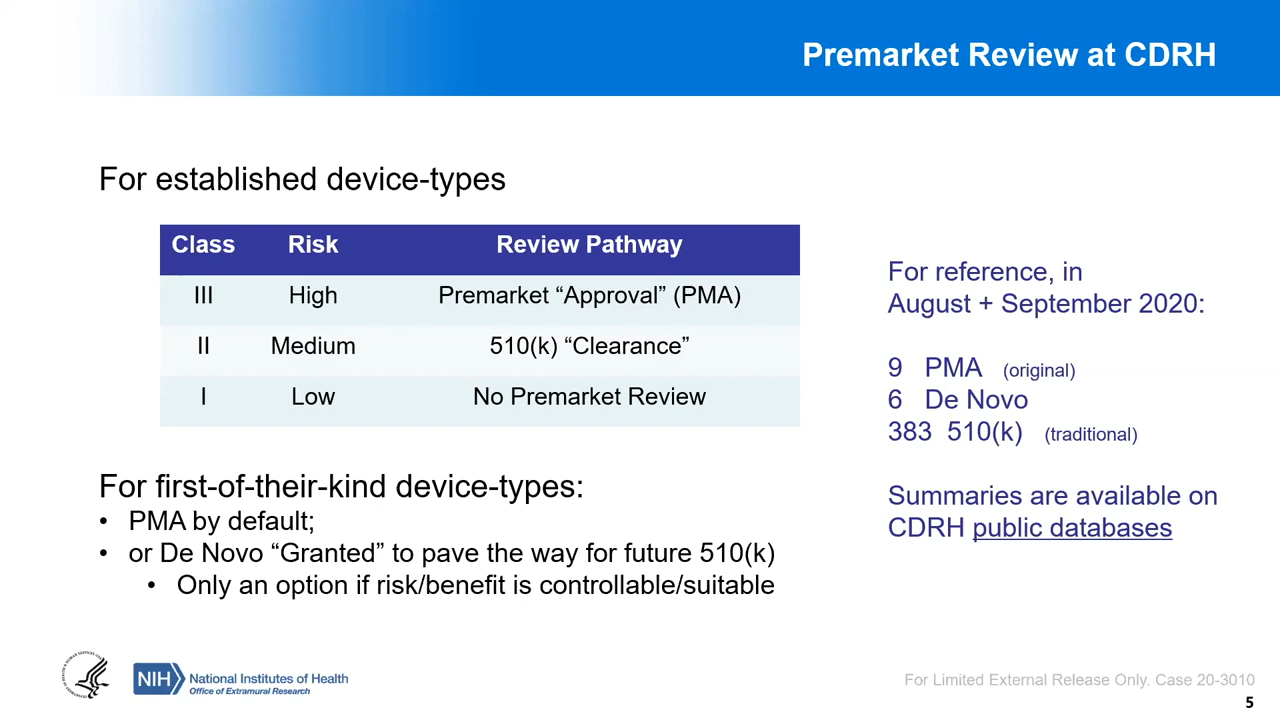 Premarket Review at CDRH
For established device-types
Class Risk Review Pathway
III High Premarket “Approval” (PMA)
II Medium 510(k) “Clearance”
I Low No Premarket Review
For first-of-their-kind device-types:
• PMA by default;
• or De Novo “Granted” to pave the way for future 510(k)
• Only an option if risk/benefit is controllable/suitable
For reference, in
August + September 2020:
9 PMA (original)
6 De Novo
383 510(k) (traditional)
Summaries are available on
CDRH public databases
NIH National Institutes of Health
Office of Extramural Research
For Limited External Release Only. Case 20-3010
5